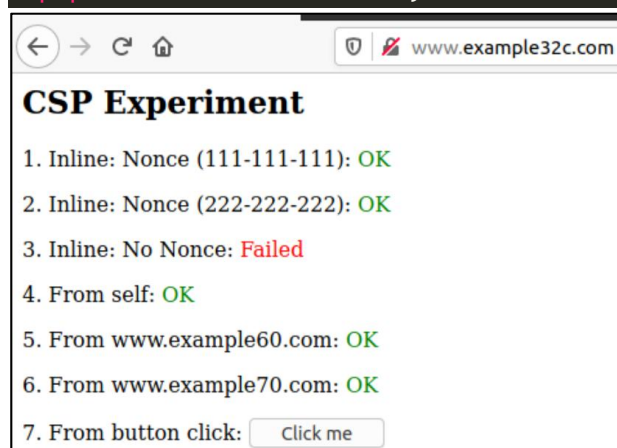 www.example32c.com
CSP Experiment
1. Inline: Nonce (111-111-111): OK
2. Inline: Nonce (222-222-222): OK
3. Inline: No Nonce: Failed
4. From self: OK
5. From www.example60.com: OK
6. From www.example70.com: OK
7. From button click: Click me